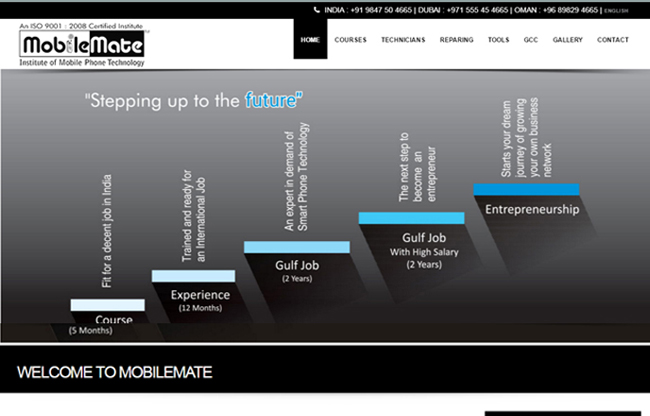 INDIA : +91 9847 50 4665 | DUBAI : +971 555 45 4665 | OMAN : +96 89829 4665 | ENGLISH
An ISO 9001 : 2008 Certified Institute
MobileMate
Institute of Mobile Phone Technology
HOME COURSES TECHNICIANS REPARING TOOLS GCC GALLERY CONTACT
"Stepping up to the future"
Fit for a decent job in India
Course
(5 Months)
Trained and ready for
an International Job
Experience
(12 Months)
An expert in demand of
Smart Phone Technology
Gulf Job
(2 Years)
The next step to
become an
entrepreneur
Gulf Job
With High Salary
(2 Years)
Starts your dream
journey of growing
your own business
network
Entrepreneurship
WELCOME TO MOBILEMATE